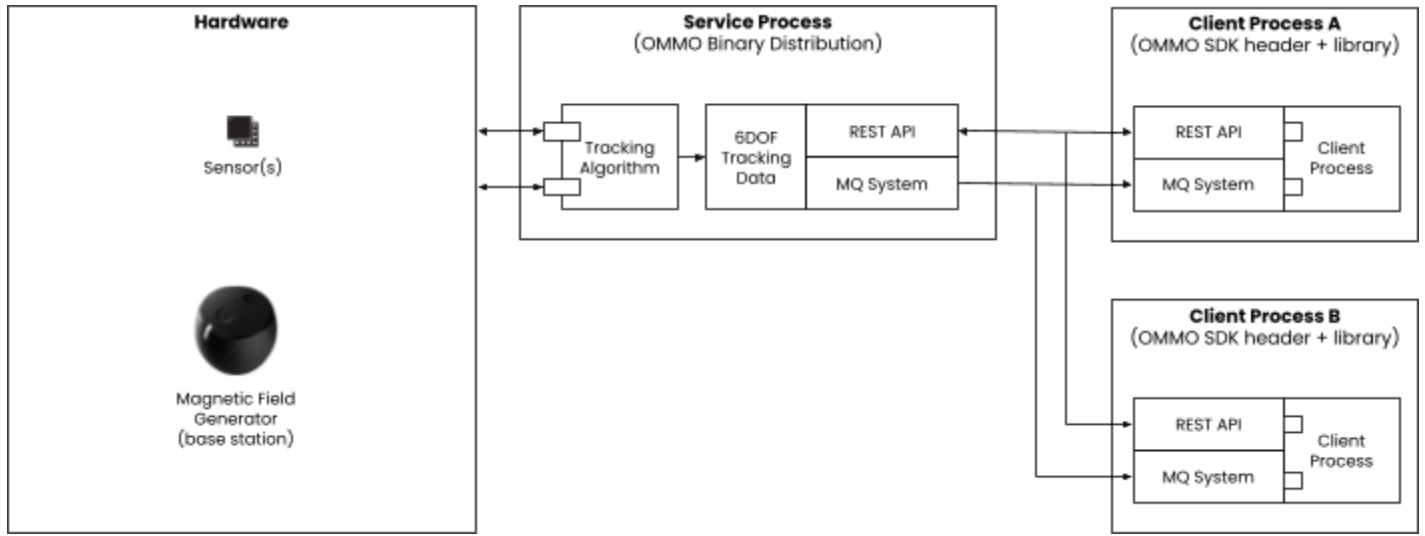 Hardware
Sensor(s)
Magnetic Field
Generator
(base station)
Service Process
(OMMO Binary Distribution)
Tracking
Algorithm
6DOF
Tracking
Data
REST API
MQ System
Client Process A
(OMMO SDK header + library)
REST API
MQ System
Client
Process
Client Process B
(OMMO SDK header + library)
REST API
MQ System
Client
Process